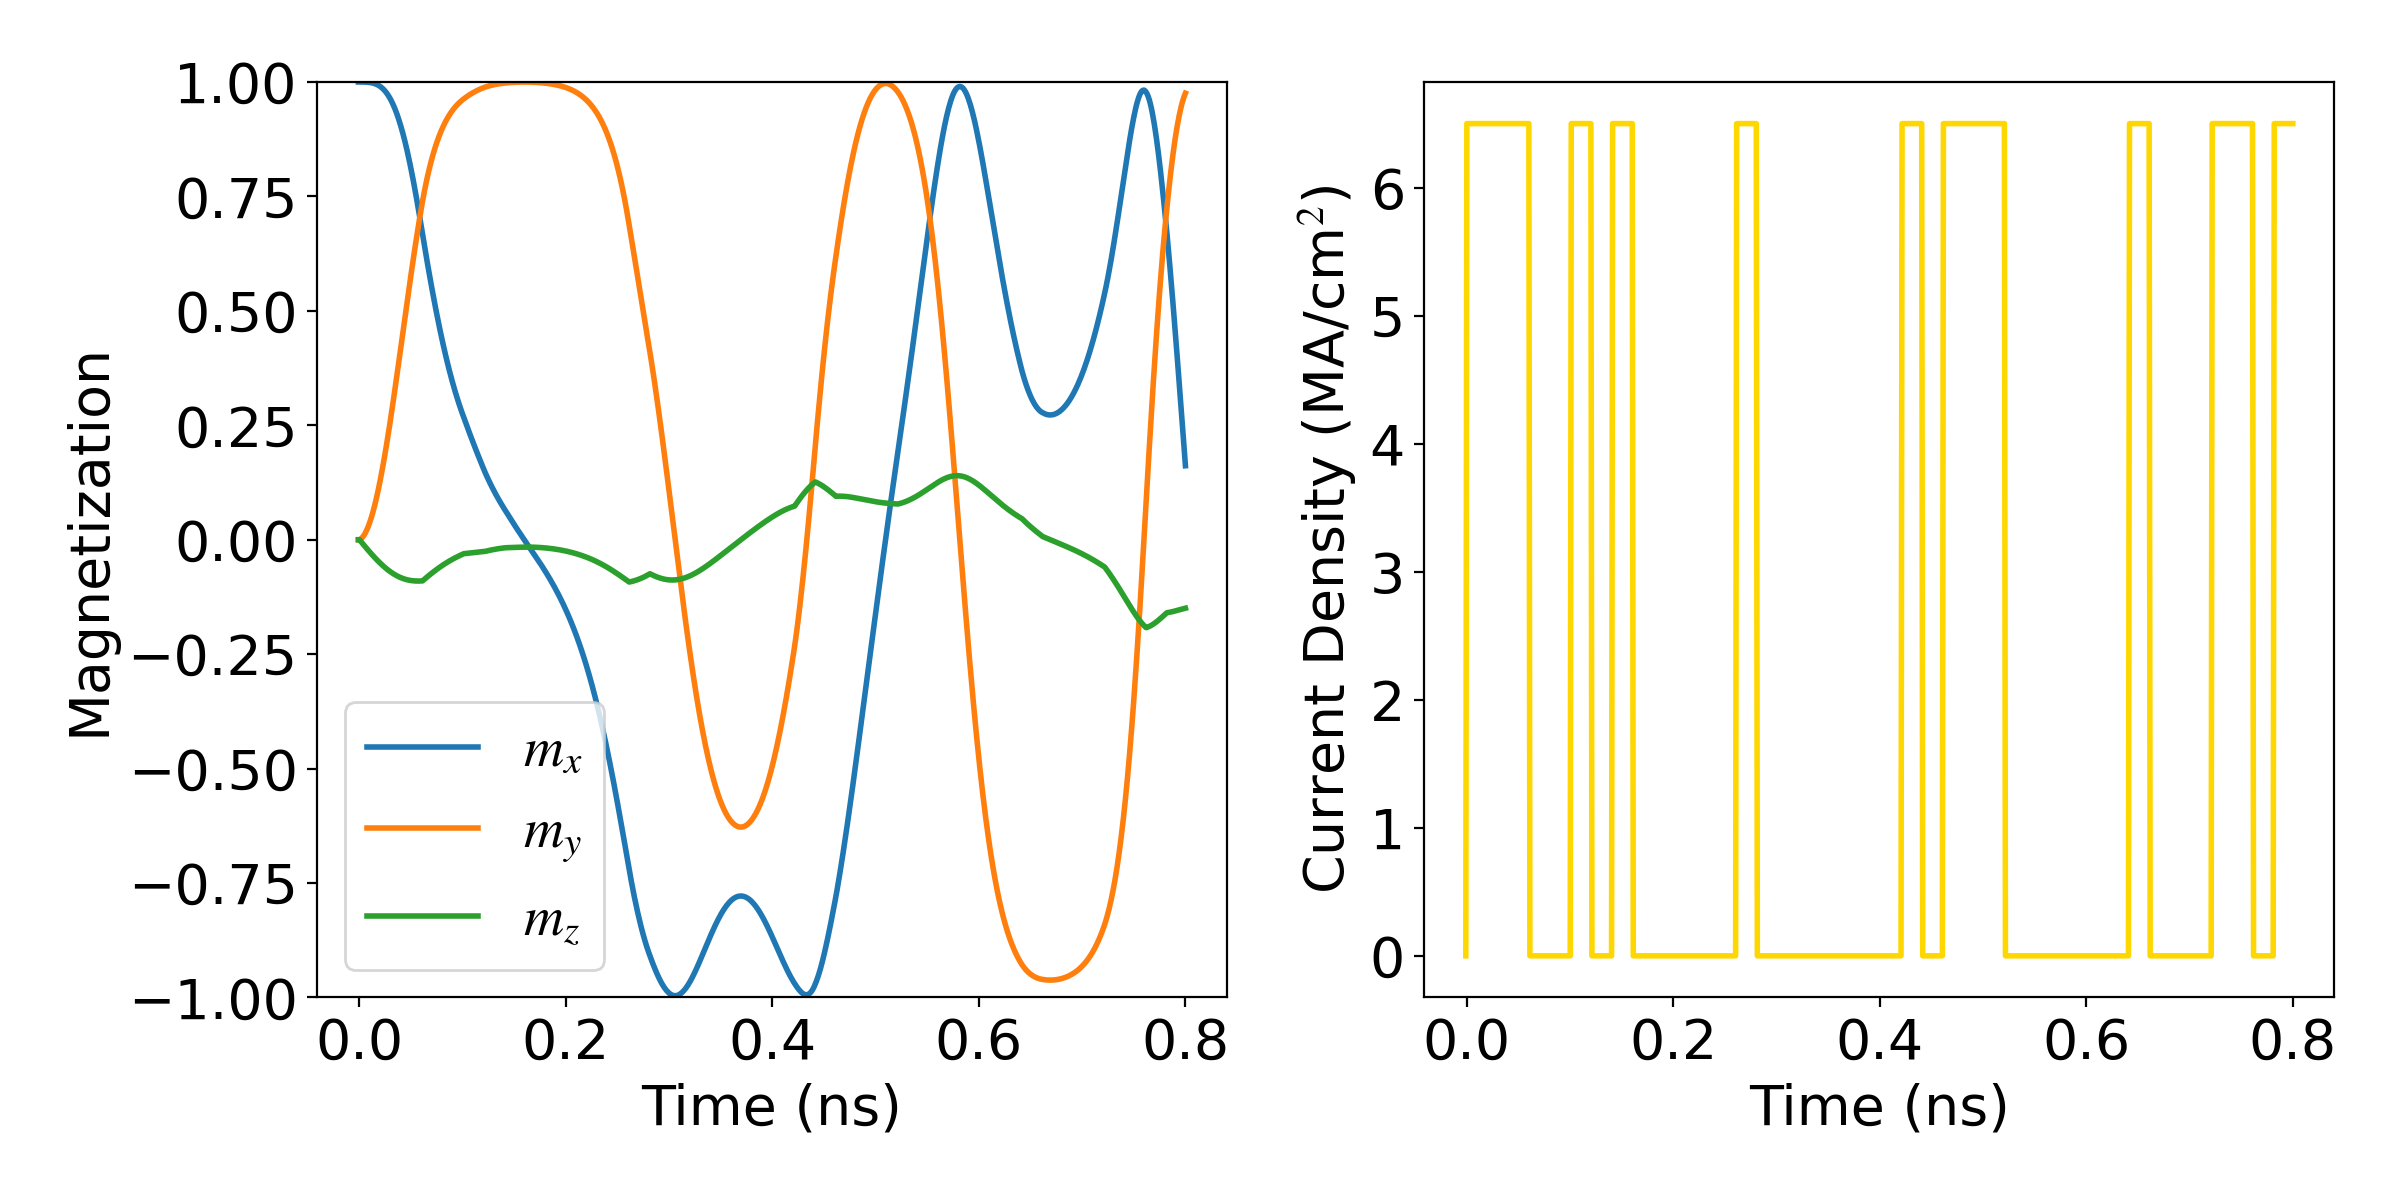 1.00
0.75
0.50
0.25
0.00
−0.25
−0.50
−0.75
−1.00
Magnetization
m_x
m_y
m_z
0.0 0.2 0.4 0.6 0.8
Time (ns)
6
5
4
3
2
1
0
Current Density (MA/cm²)
0.0 0.2 0.4 0.6 0.8
Time (ns)